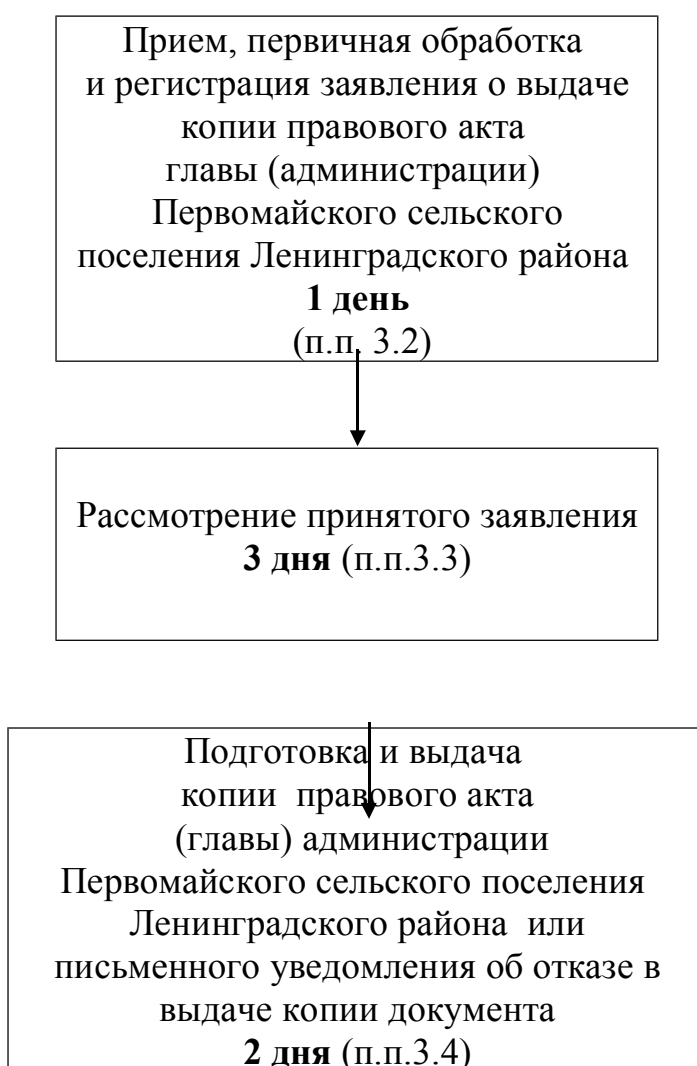 Прием, первичная обработка
и регистрация заявления о выдаче
копии правового акта
главы (администрации)
Первомайского сельского
поселения Ленинградского района
1 день
(п.п. 3.2)
Рассмотрение принятого заявления
3 дня (п.п.3.3)
Подготовка и выдача
копии правового акта
(главы) администрации
Первомайского сельского поселения
Ленинградского района или
письменного уведомления об отказе в
выдаче копии документа
2 дня (п.п.3.4)